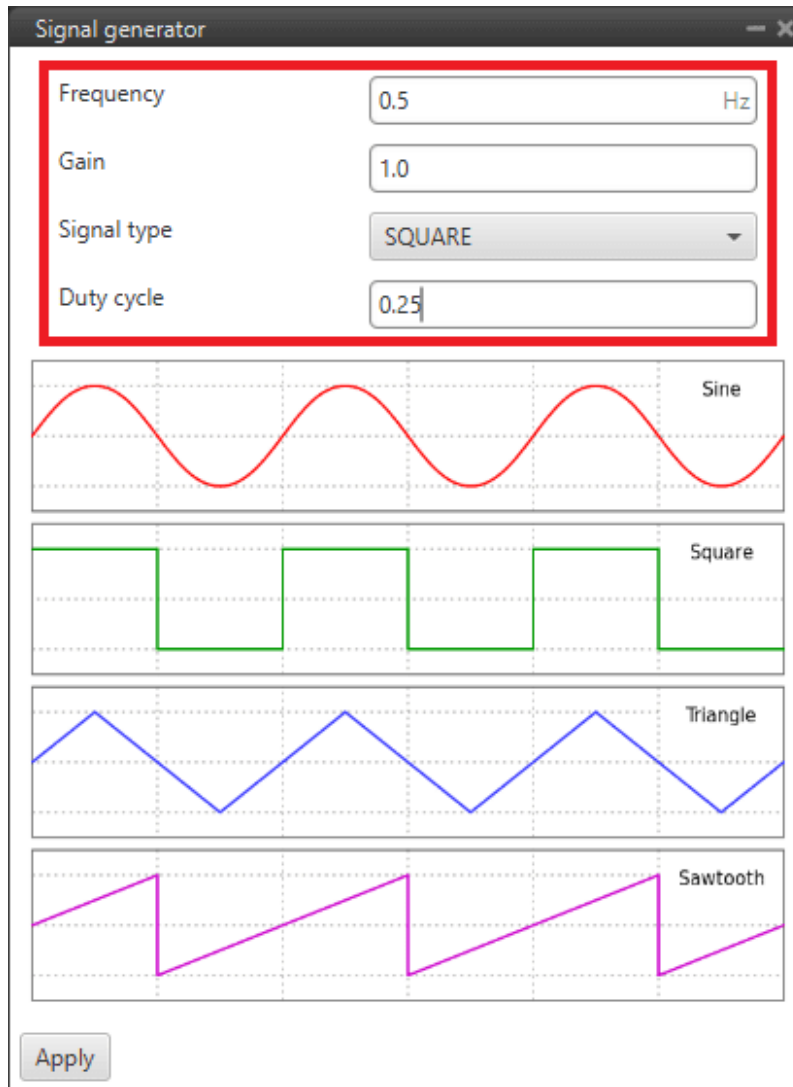 Signal generator
Frequency 0.5 Hz
Gain 1.0
Signal type SQUARE
Duty cycle 0.25
Sine
Square
Triangle
Sawtooth
Apply